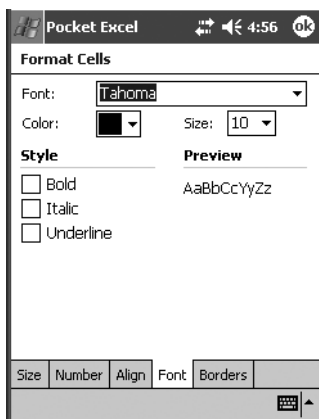 Pocket Excel 4:56 ok
Format Cells
Font: Tahoma
Color: Size: 10
Style Preview
Bold AaBbCcYyZz
Italic
Underline
Size Number Align Font Borders